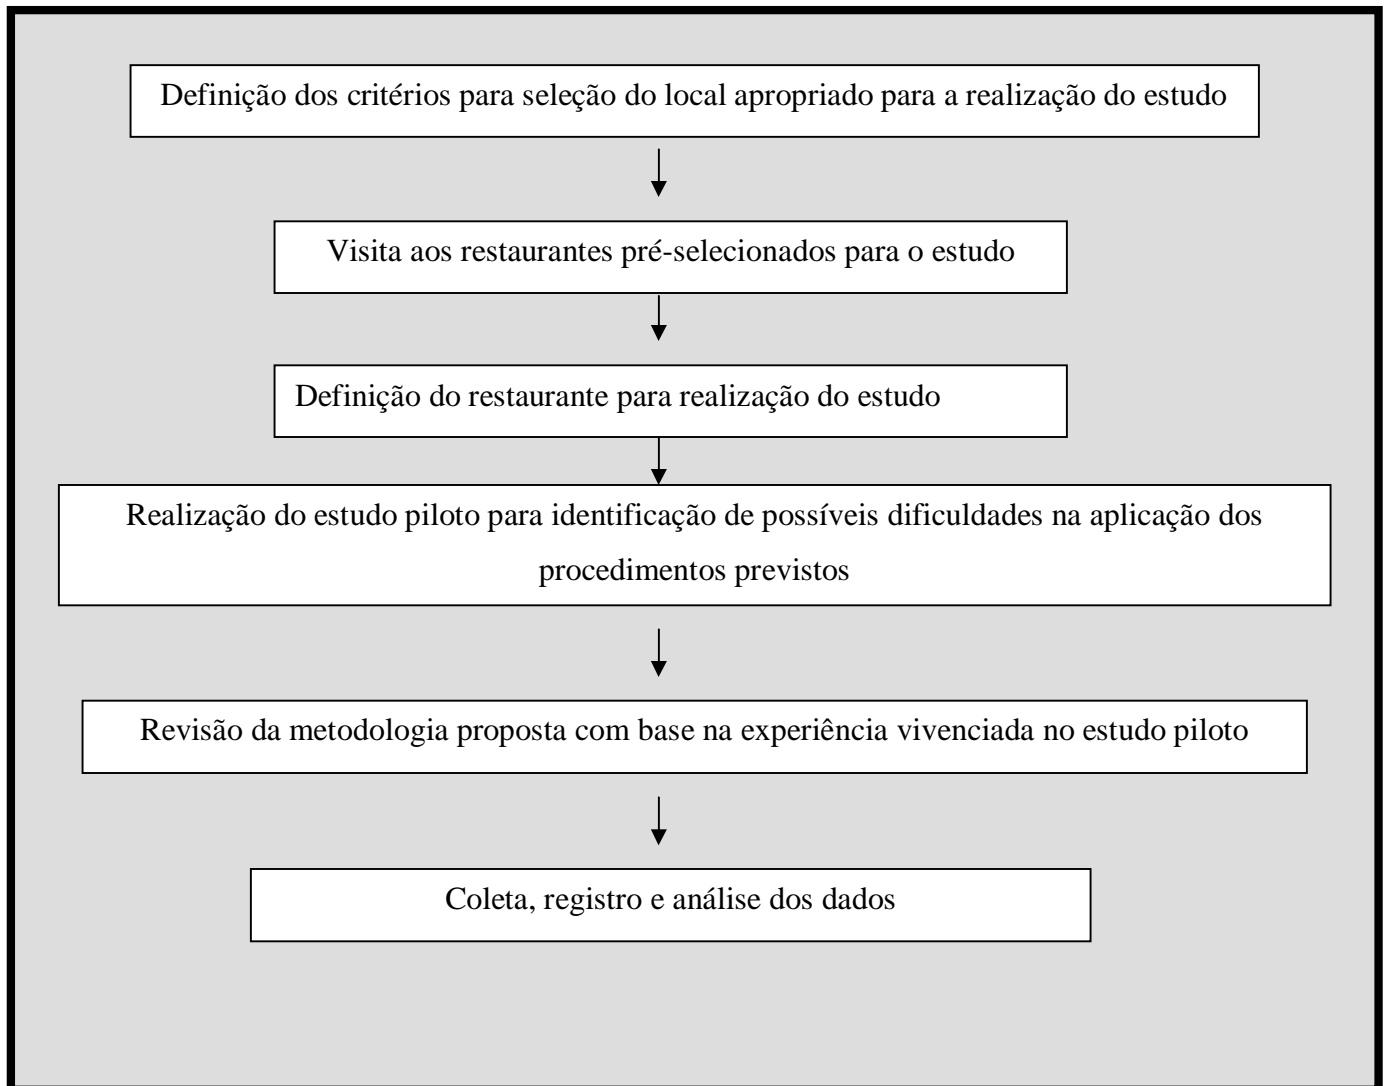 Definição dos critérios para seleção do local apropriado para a realização do estudo
Visita aos restaurantes pré-selecionados para o estudo
Definição do restaurante para realização do estudo
Realização do estudo piloto para identificação de possíveis dificuldades na aplicação dos
procedimentos previstos
Revisão da metodologia proposta com base na experiência vivenciada no estudo piloto
Coleta, registro e análise dos dados